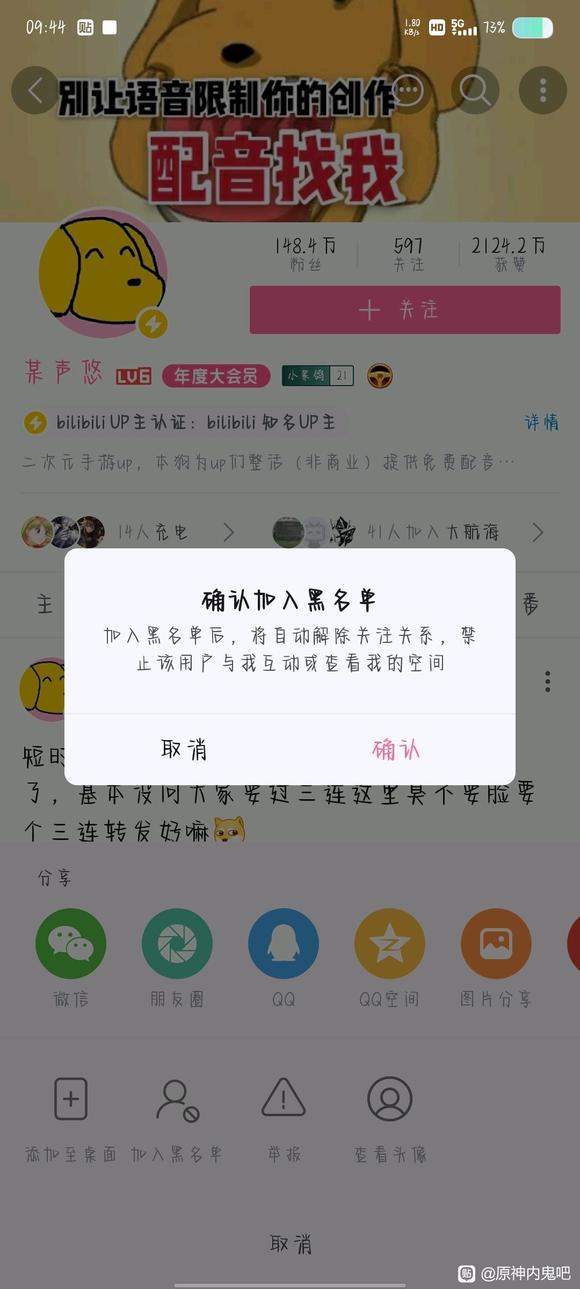 09:44 贴 1.80 KB/s HD 5G 73%
别让语音限制你的创作
配音找我
148.4万 597 2124.2万
粉丝 关注 获赞
+ 关注
某声悠 LV6 年度大会员 21
bilibili UP主认证：bilibili 知名UP主 详情
二次元手游up，本狗为up们整活（非商业）提供免费配音…
14人充电 41人加入大航海
主 番
确认加入黑名单
加入黑名单后，将自动解除关注关系，禁
止该用户与我互动或查看我的空间
取消 确认
短时
了，基本没问大家要过三连这里臭不要脸要
个三连转发好嘛
分享
微信 朋友圈 QQ QQ空间 图片分享
添加至桌面 加入黑名单 举报 查看头像
取消
贴 @原神内鬼吧